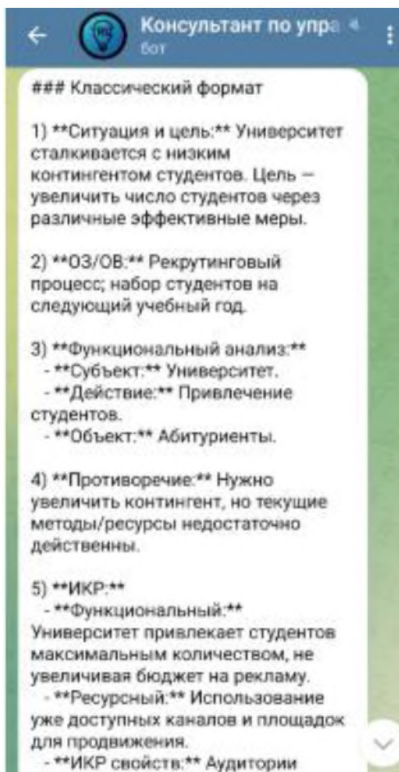 Консультант по упра
бот
### Классический формат
1) **Ситуация и цель:** Университет
сталкивается с низким
контингентом студентов. Цель —
увеличить число студентов через
различные эффективные меры.
2) **ОЗ/ОВ:** Рекрутинговый
процесс; набор студентов на
следующий учебный год.
3) **Функциональный анализ:**
- **Субъект:** Университет.
- **Действие:** Привлечение
студентов.
- **Объект:** Абитуриенты.
4) **Противоречие:** Нужно
увеличить контингент, но текущие
методы/ресурсы недостаточно
действенны.
5) **ИКР:**
- **Функциональный:**
Университет привлекает студентов
максимальным количеством, не
увеличивая бюджет на рекламу.
- **Ресурсный:** Использование
уже доступных каналов и площадок
для продвижения.
- **ИКР свойств:** Аудитории